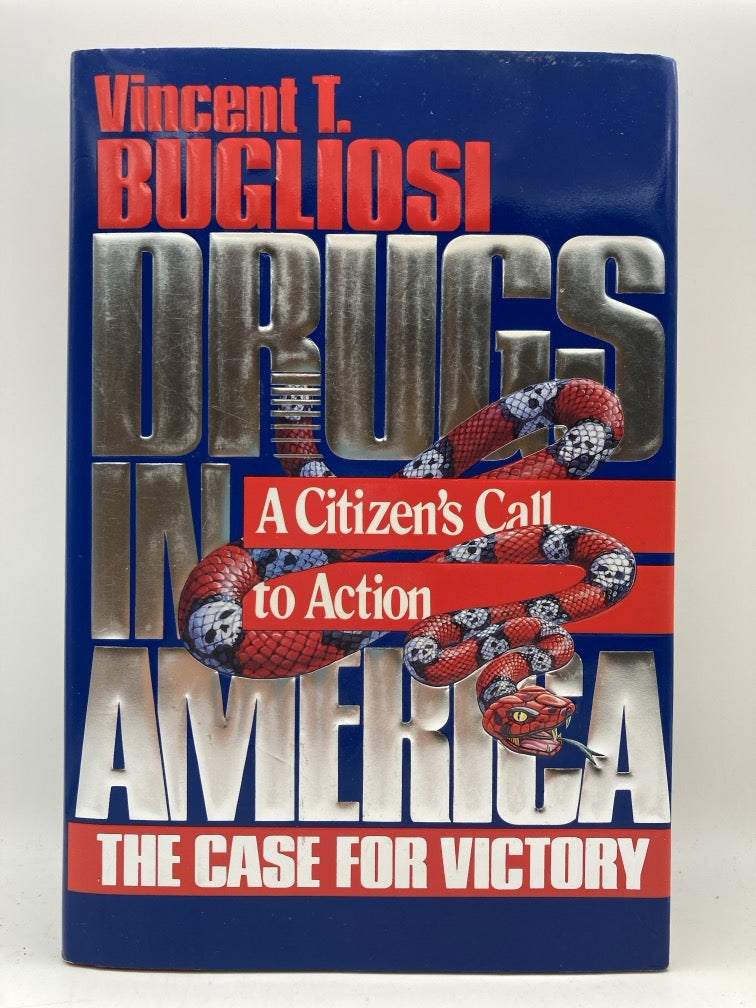 Vincent T.
BUGLIOSI
DRUGS
IN
A Citizen's Call
to Action
AMERICA
THE CASE FOR VICTORY